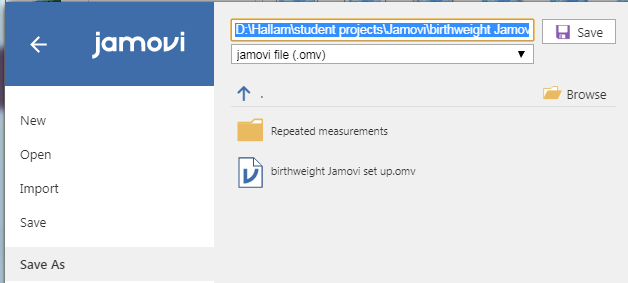 jamovi
New
Open
Import
Save
Save As
D:\Hallam\student projects\Jamovi\birthweight Jamov
Save
jamovi file (.omv)
.
Browse
Repeated measurements
birthweight Jamovi set up.omv